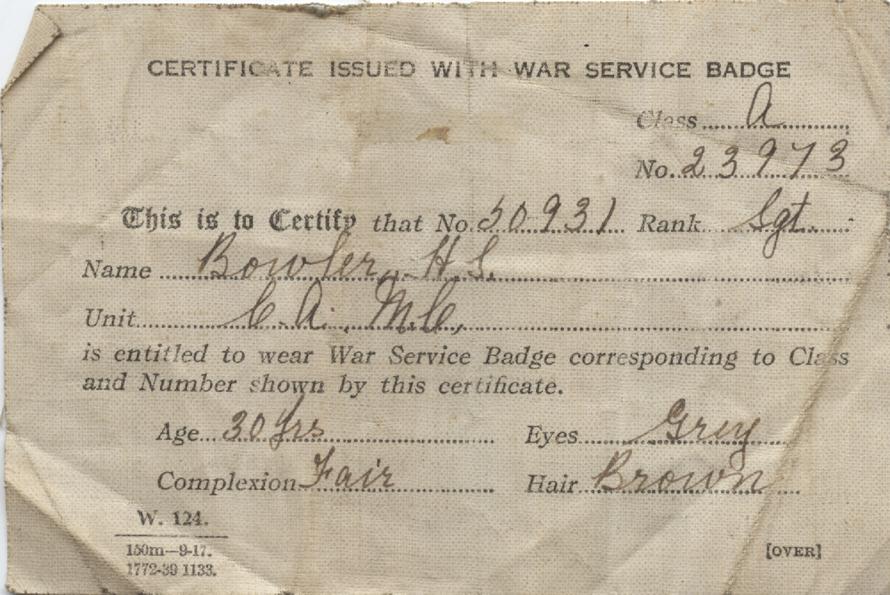 CERTIFICATE ISSUED WITH WAR SERVICE BADGE
Class A
No. 23973
This is to Certify that No. 50931 Rank Sgt.
Name Bowler, H. S.
Unit C. A. M. C.
is entitled to wear War Service Badge corresponding to Class
and Number shown by this certificate.
Age 30 yrs Eyes Grey
Complexion Fair Hair Brown
W. 124.
150m—9-17.
1772-39 1133.
[OVER]